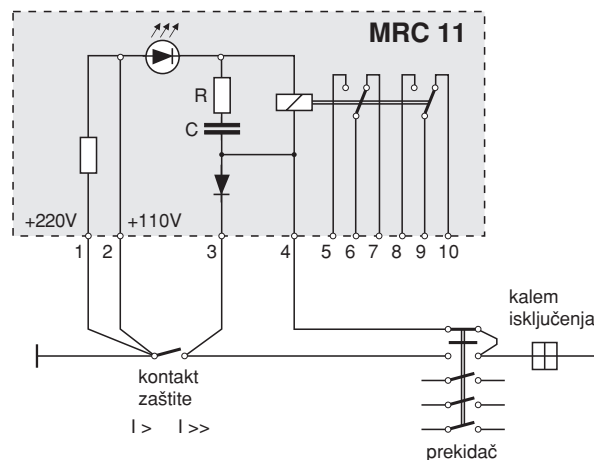 MRC 11
R
C
+220V
+110V
1 2 3 4 5 6 7 8 9 10
kalem
isključenja
kontakt
zaštite
I > I >>
prekidač